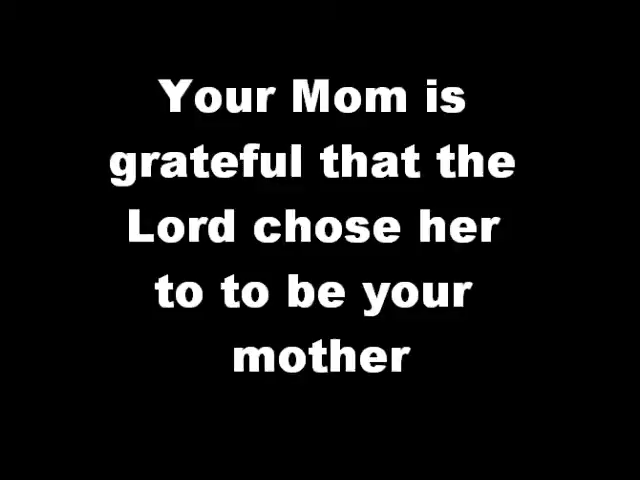 Your Mom is
grateful that the
Lord chose her
to to be your
mother